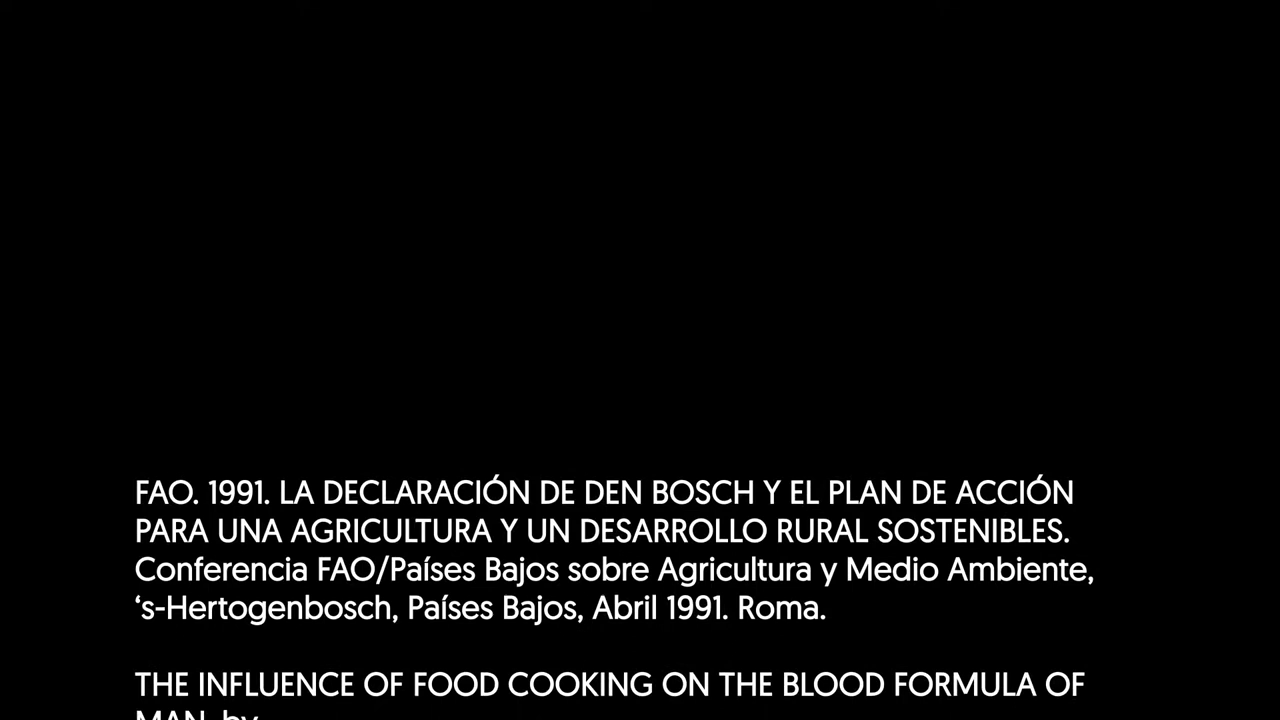 FAO. 1991. LA DECLARACIÓN DE DEN BOSCH Y EL PLAN DE ACCIÓN
PARA UNA AGRICULTURA Y UN DESARROLLO RURAL SOSTENIBLES.
Conferencia FAO/Países Bajos sobre Agricultura y Medio Ambiente,
‘s-Hertogenbosch, Países Bajos, Abril 1991. Roma.
THE INFLUENCE OF FOOD COOKING ON THE BLOOD FORMULA OF
MAN, by